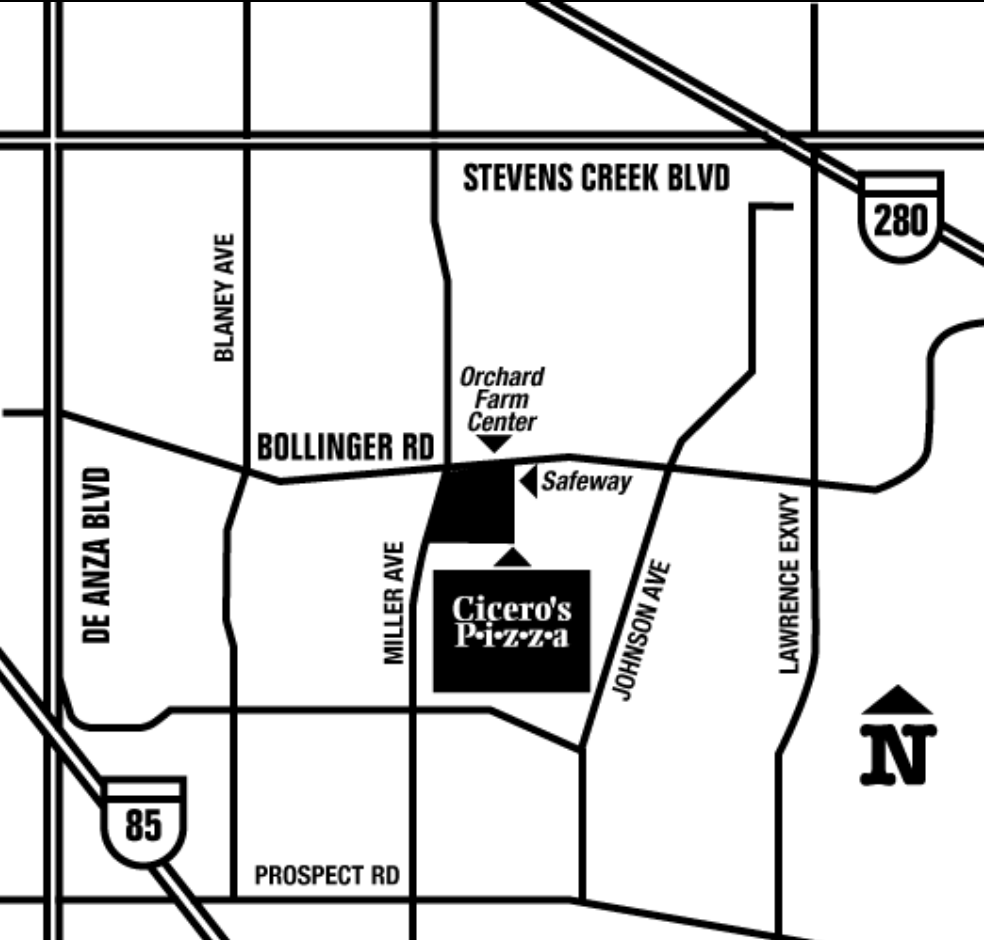 STEVENS CREEK BLVD
280
BLANEY AVE
Orchard
Farm
Center
BOLLINGER RD
Safeway
DE ANZA BLVD
MILLER AVE
Cicero's
P•i•z•z•a
JOHNSON AVE
LAWRENCE EXWY
N
85
PROSPECT RD